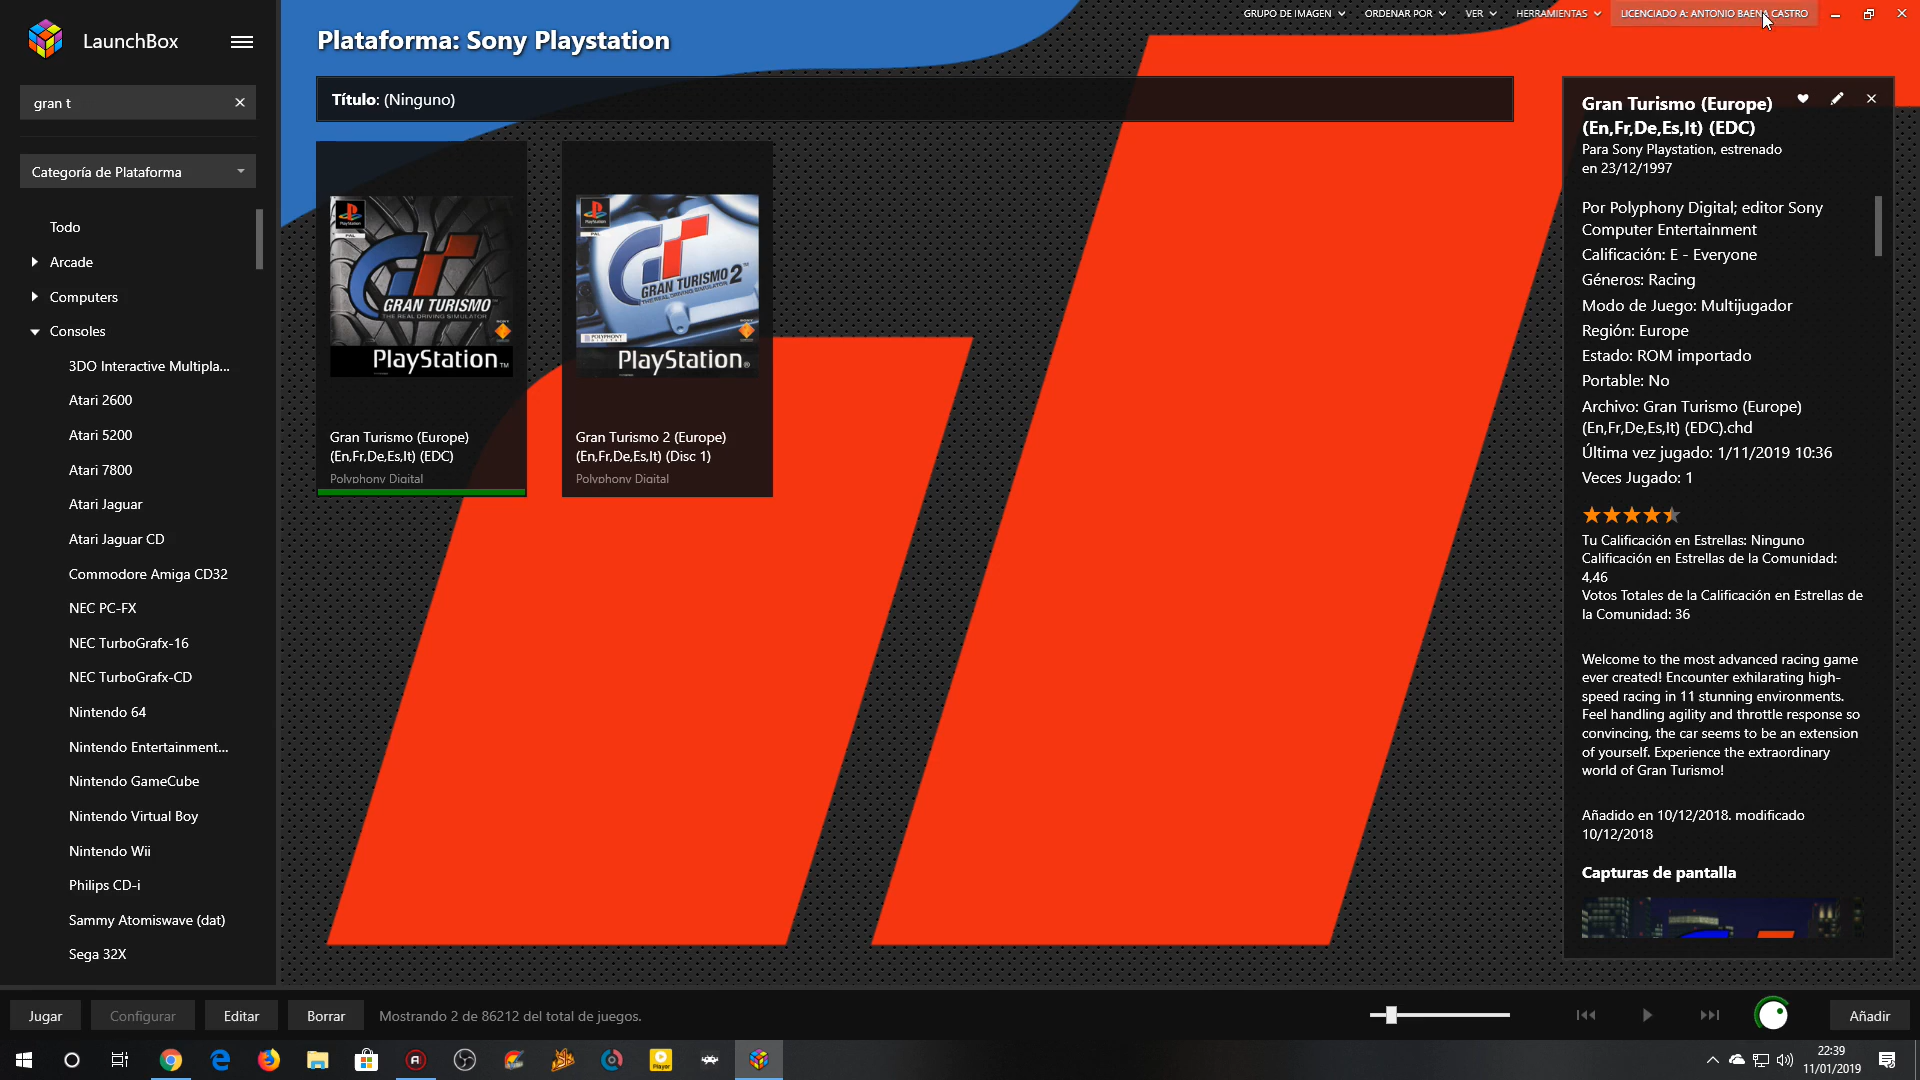 LaunchBox
gran t
Categoría de Plataforma
Todo
Arcade
Computers
Consoles
3DO Interactive Multipla...
Atari 2600
Atari 5200
Atari 7800
Atari Jaguar
Atari Jaguar CD
Commodore Amiga CD32
NEC PC-FX
NEC TurboGrafx-16
NEC TurboGrafx-CD
Nintendo 64
Nintendo Entertainment...
Nintendo GameCube
Nintendo Virtual Boy
Nintendo Wii
Philips CD-i
Sammy Atomiswave (dat)
Sega 32X
GRUPO DE IMAGEN
ORDENAR POR
VER
HERRAMIENTAS
LICENCIADO A: ANTONIO BAENA CASTRO
Plataforma: Sony Playstation
Título: (Ninguno)
PlayStation
PAL
GRAN TURISMO
THE REAL DRIVING SIMULATOR
SONY
PlayStation™
Gran Turismo (Europe)
(En,Fr,De,Es,It) (EDC)
Polyphony Digital
PlayStation
PAL
GRAN TURISMO 2™
THE REAL DRIVING SIMULATOR
POLYPHONY
PlayStation®
Gran Turismo 2 (Europe)
(En,Fr,De,Es,It) (Disc 1)
Polyphony Digital
Gran Turismo (Europe)
(En,Fr,De,Es,It) (EDC)
Para Sony Playstation, estrenado
en 23/12/1997
Por Polyphony Digital; editor Sony
Computer Entertainment
Calificación: E - Everyone
Géneros: Racing
Modo de Juego: Multijugador
Región: Europe
Estado: ROM importado
Portable: No
Archivo: Gran Turismo (Europe)
(En,Fr,De,Es,It) (EDC).chd
Última vez jugado: 1/11/2019 10:36
Veces Jugado: 1
Tu Calificación en Estrellas: Ninguno
Calificación en Estrellas de la Comunidad:
4,46
Votos Totales de la Calificación en Estrellas de
la Comunidad: 36
Welcome to the most advanced racing game
ever created! Encounter exhilarating high-
speed racing in 11 stunning environments.
Feel handling agility and throttle response so
convincing, the car seems to be an extension
of yourself. Experience the extraordinary
world of Gran Turismo!
Añadido en 10/12/2018. modificado
10/12/2018
Capturas de pantalla
Jugar
Configurar
Editar
Borrar
Mostrando 2 de 86212 del total de juegos.
Añadir
Player
22:39
11/01/2019